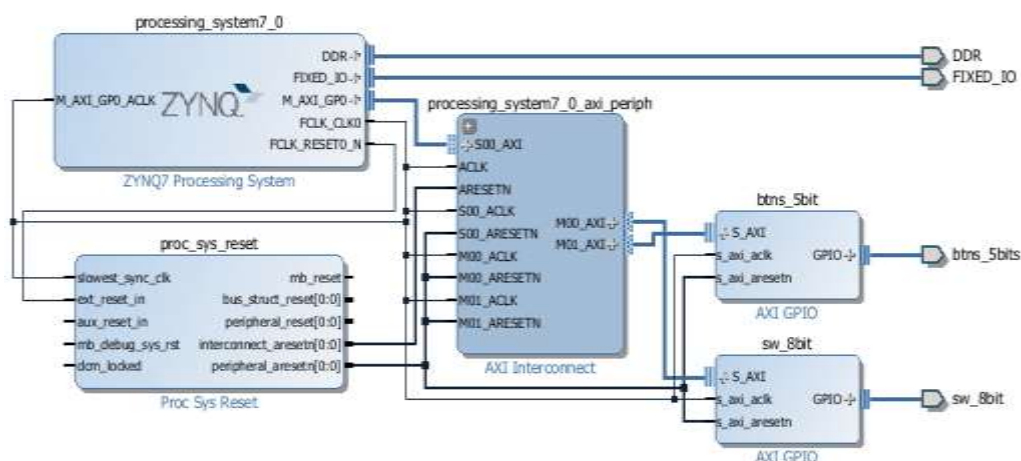 processing_system7_0
M_AXI_GP0_ACLK
ZYNQ
DDR
FIXED_IO
M_AXI_GP0
FCLK_CLK0
FCLK_RESET0_N
ZYNQ7 Processing System
DDR
FIXED_IO
processing_system7_0_axi_periph
S00_AXI
ACLK
ARESETN
S00_ACLK
S00_ARESETN
M00_ACLK
M00_ARESETN
M01_ACLK
M01_ARESETN
M00_AXI
M01_AXI
AXI Interconnect
proc_sys_reset
slowest_sync_clk
ext_reset_in
aux_reset_in
mb_debug_sys_rst
dcm_locked
mb_reset
bus_struct_reset[0:0]
peripheral_reset[0:0]
interconnect_aresetn[0:0]
peripheral_aresetn[0:0]
Proc Sys Reset
btns_5bit
S_AXI
s_axi_aclk
s_axi_aresetn
GPIO
AXI GPIO
btns_5bits
sw_8bit
S_AXI
s_axi_aclk
s_axi_aresetn
GPIO
AXI GPIO
sw_8bit